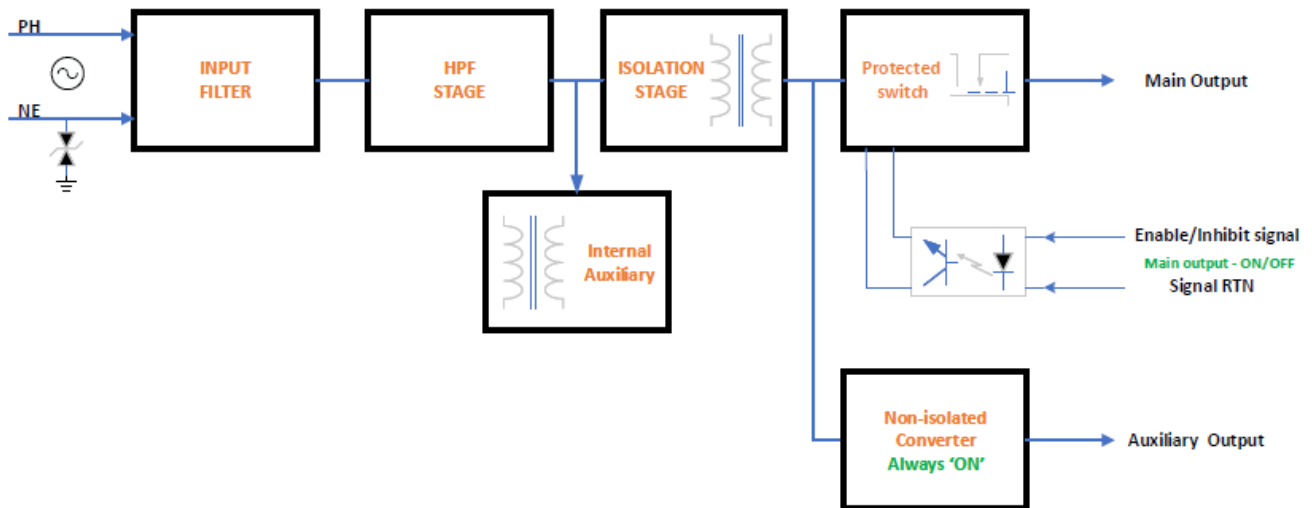 PH
NE
INPUT
FILTER
HPF
STAGE
ISOLATION
STAGE
Protected
switch
Main Output
Internal
Auxiliary
Enable/Inhibit signal
Main output - ON/OFF
Signal RTN
Non-isolated
Converter
Always ‘ON’
Auxiliary Output